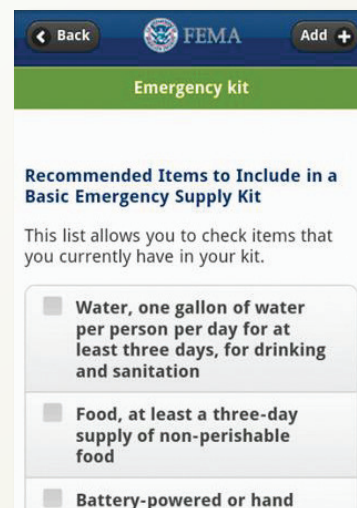 Back
FEMA
Add +
Emergency kit
Recommended Items to Include in a
Basic Emergency Supply Kit
This list allows you to check items that
you currently have in your kit.
Water, one gallon of water
per person per day for at
least three days, for drinking
and sanitation
Food, at least a three-day
supply of non-perishable
food
Battery-powered or hand